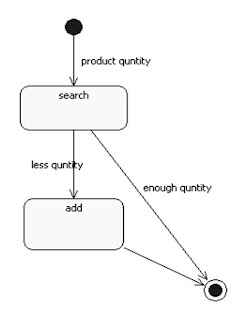 product quntity
search
less quntity
enough quntity
add